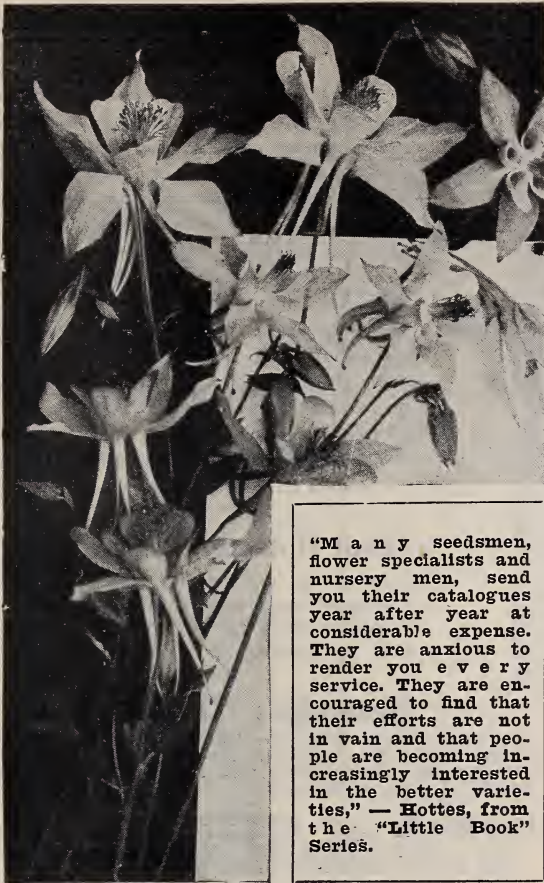 “Many seedsmen,
flower specialists and
nursery men, send
you their catalogues
year after year at
considerable expense.
They are anxious to
render you every
service. They are en-
couraged to find that
their efforts are not
in vain and that peo-
ple are becoming in-
creasingly interested
in the better varie-
ties,” — Hottes, from
the “Little Book”
Series.